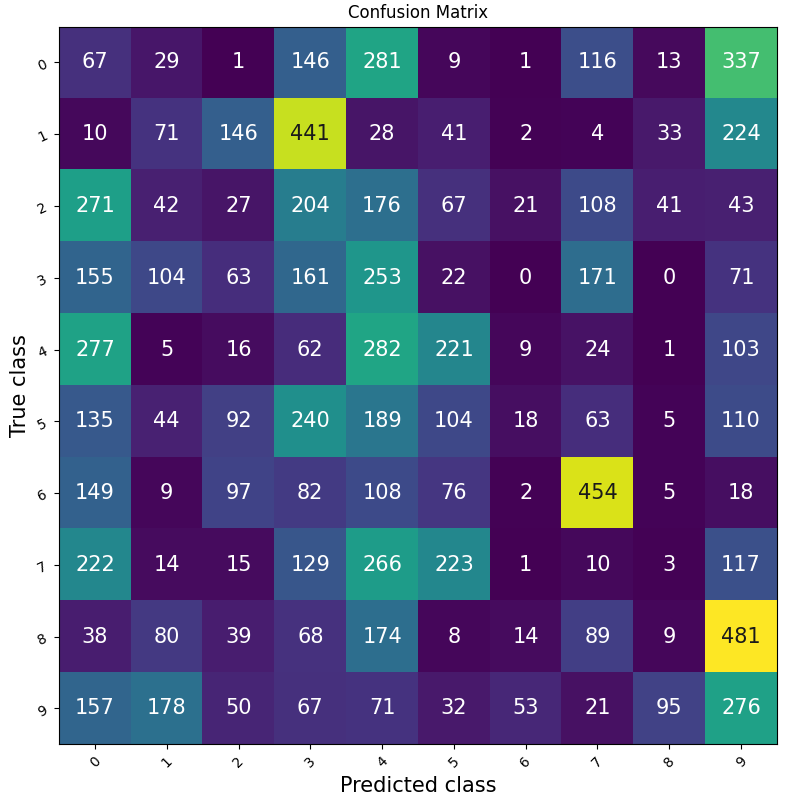 Confusion Matrix
True class
0 67 29 1 146 281 9 1 116 13 337
1 10 71 146 441 28 41 2 4 33 224
2 271 42 27 204 176 67 21 108 41 43
3 155 104 63 161 253 22 0 171 0 71
4 277 5 16 62 282 221 9 24 1 103
5 135 44 92 240 189 104 18 63 5 110
6 149 9 97 82 108 76 2 454 5 18
7 222 14 15 129 266 223 1 10 3 117
8 38 80 39 68 174 8 14 89 9 481
9 157 178 50 67 71 32 53 21 95 276
0 1 2 3 4 5 6 7 8 9
Predicted class